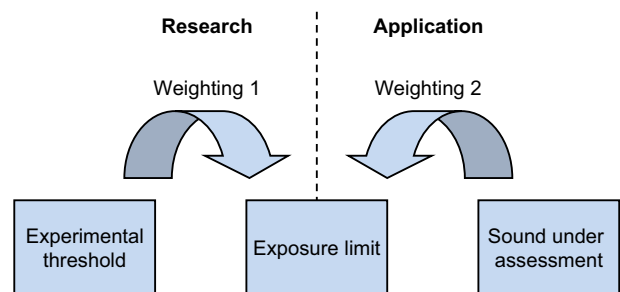 Research
Application
Weighting 1
Weighting 2
Experimental
threshold
Exposure limit
Sound under
assessment